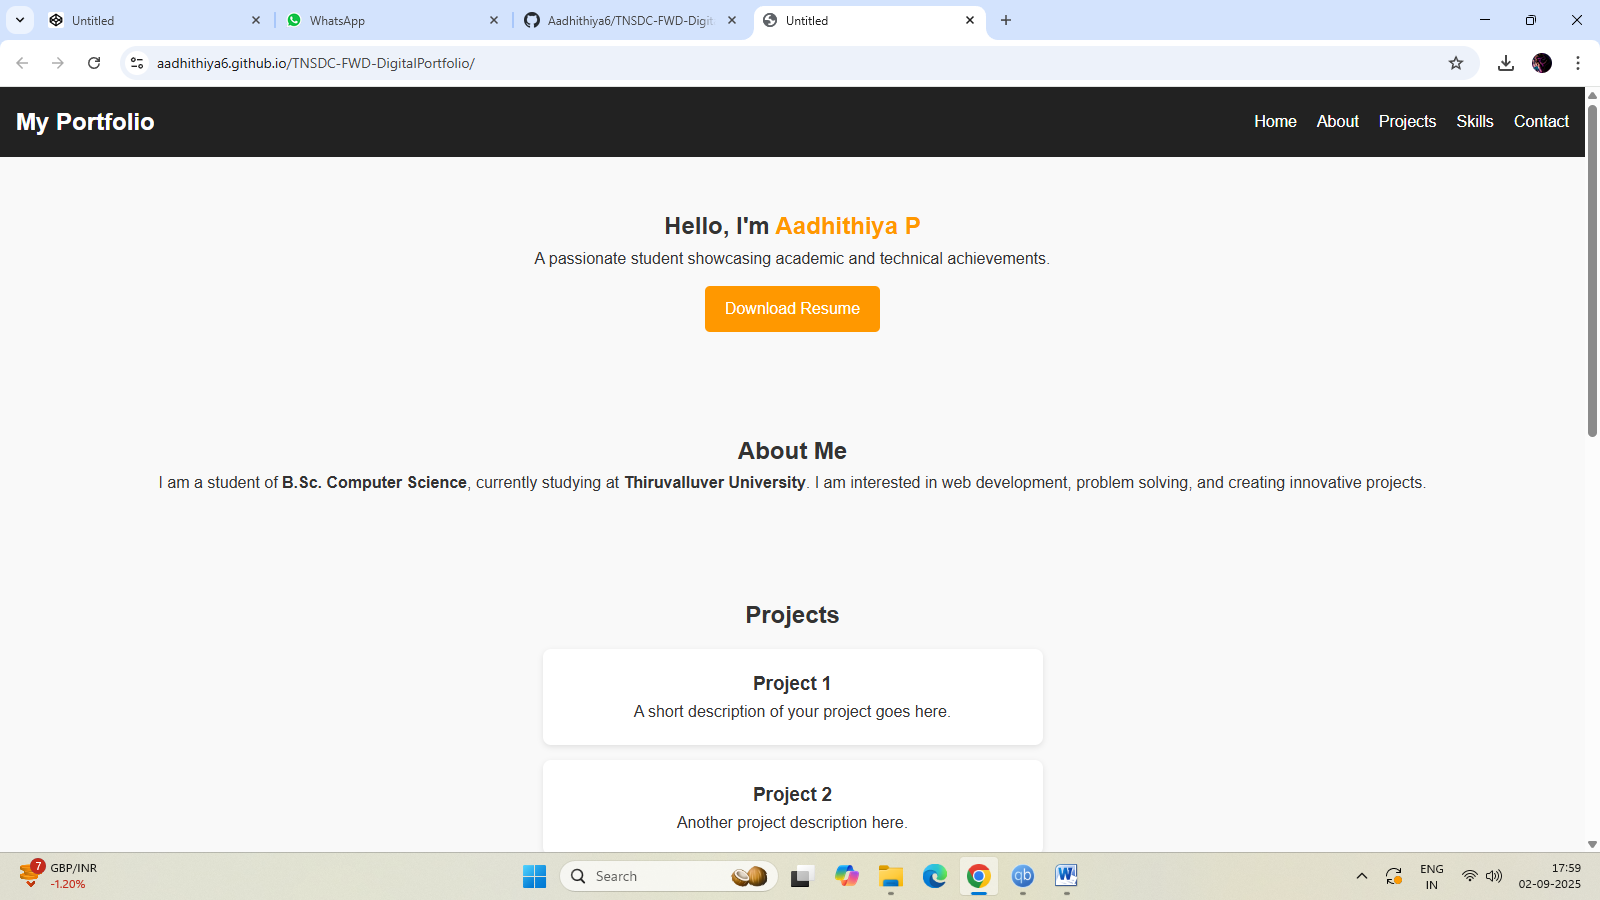 Untitled
WhatsApp
Aadhithiya6/TNSDC-FWD-Digit
Untitled
aadhithiya6.github.io/TNSDC-FWD-DigitalPortfolio/
My Portfolio
Home About Projects Skills Contact
Hello, I'm Aadhithiya P
A passionate student showcasing academic and technical achievements.
Download Resume
About Me
I am a student of B.Sc. Computer Science, currently studying at Thiruvalluver University. I am interested in web development, problem solving, and creating innovative projects.
Projects
Project 1
A short description of your project goes here.
Project 2
Another project description here.
7
GBP/INR
-1.20%
Search
qb
W
ENG
IN
17:59
02-09-2025